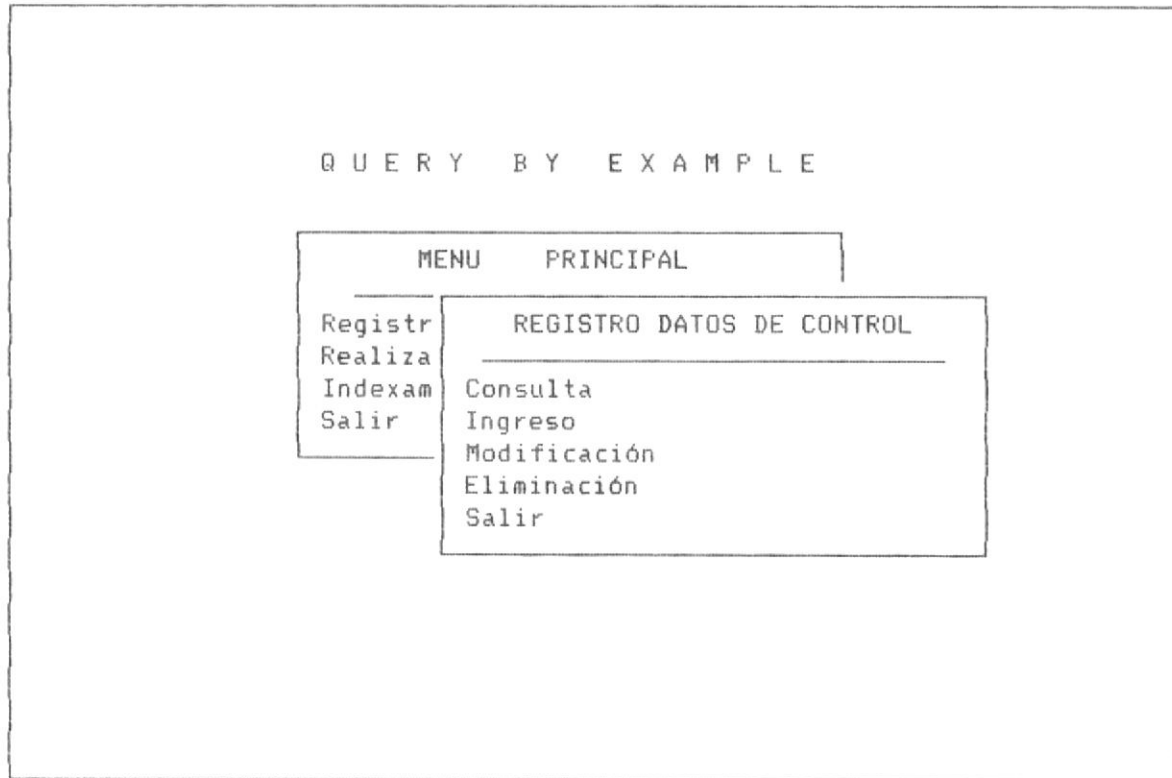 QUERY BY EXAMPLE
MENU PRINCIPAL
Registr
Realiza
Indexam
Salir
REGISTRO DATOS DE CONTROL
Consulta
Ingreso
Modificación
Eliminación
Salir